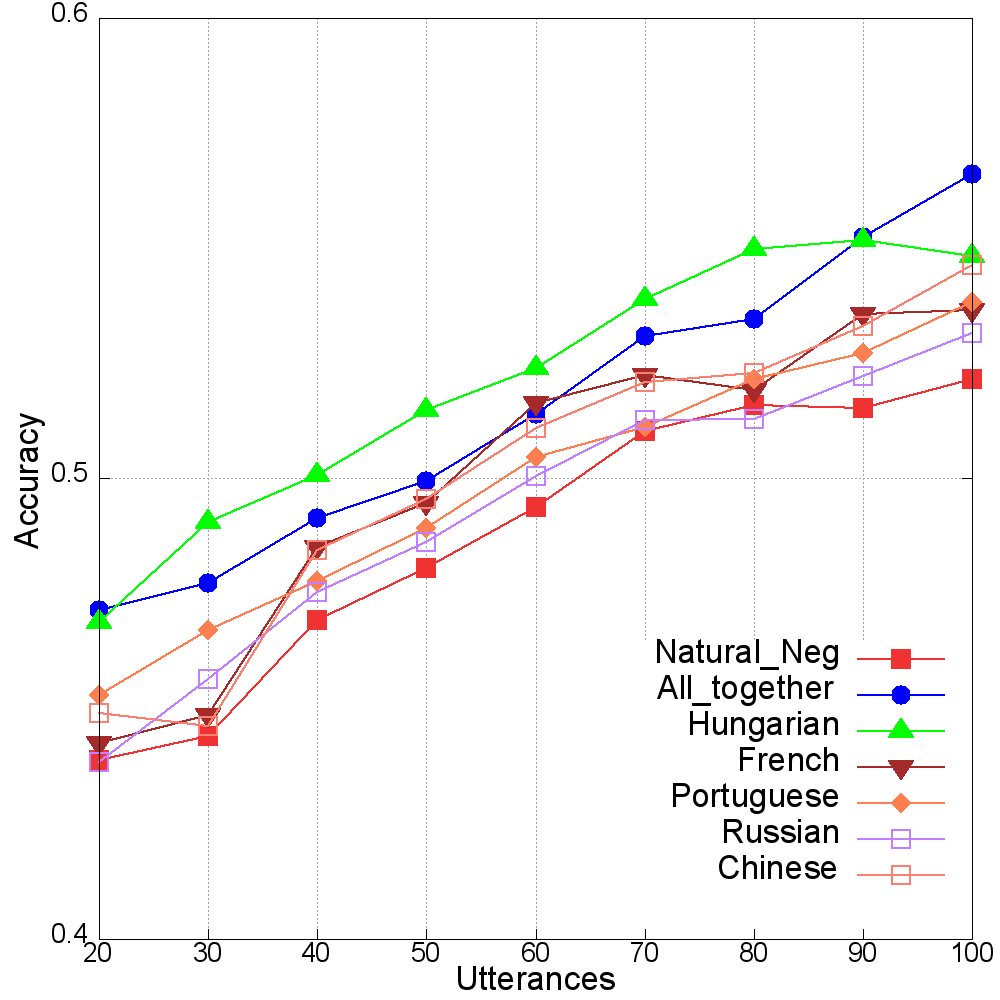 0.6
0.5
0.4
Accuracy
Natural_Neg
All_together
Hungarian
French
Portuguese
Russian
Chinese
20 30 40 50 60 70 80 90 100
Utterances